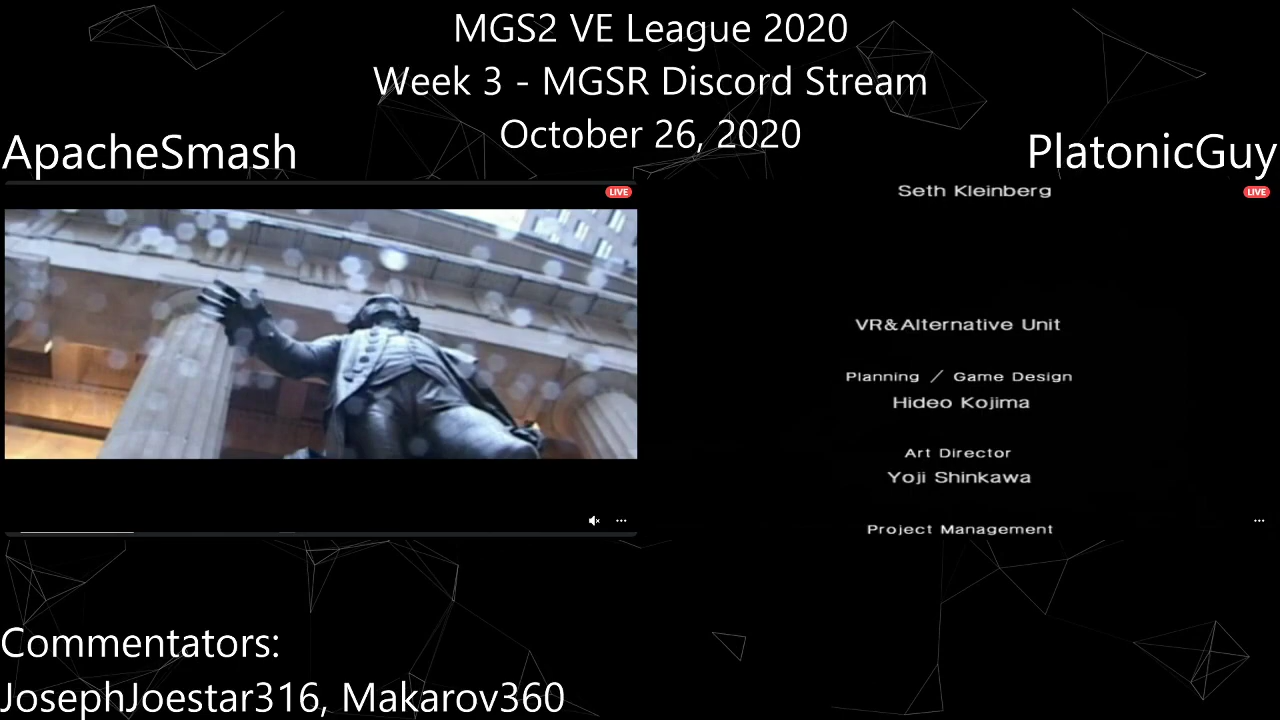 MGS2 VE League 2020
Week 3 - MGSR Discord Stream
October 26, 2020
ApacheSmash
PlatonicGuy
LIVE
Seth Kleinberg
LIVE
VR&Alternative Unit
Planning / Game Design
Hideo Kojima
Art Director
Yoji Shinkawa
Project Management
Commentators:
JosephJoestar316, Makarov360